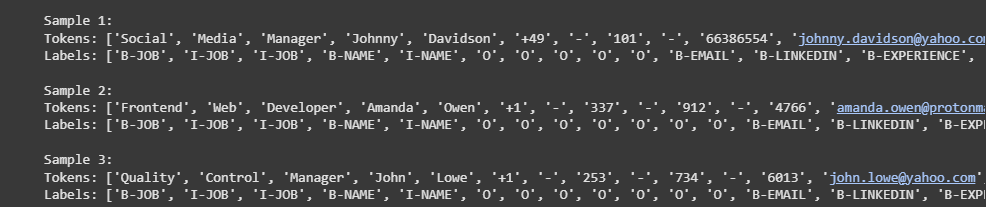 Sample 1:
Tokens: ['Social', 'Media', 'Manager', 'Johnny', 'Davidson', '+49', '-', '101', '-', '66386554', 'johnny.davidson@yahoo.co
Labels: ['B-JOB', 'I-JOB', 'I-JOB', 'B-NAME', 'I-NAME', 'O', 'O', 'O', 'O', 'O', 'B-EMAIL', 'B-LINKEDIN', 'B-EXPERIENCE',
Sample 2:
Tokens: ['Frontend', 'Web', 'Developer', 'Amanda', 'Owen', '+1', '-', '337', '-', '912', '-', '4766', 'amanda.owen@protonma
Labels: ['B-JOB', 'I-JOB', 'I-JOB', 'B-NAME', 'I-NAME', 'O', 'O', 'O', 'O', 'O', 'O', 'O', 'B-EMAIL', 'B-LINKEDIN', 'B-EXP
Sample 3:
Tokens: ['Quality', 'Control', 'Manager', 'John', 'Lowe', '+1', '-', '253', '-', '734', '-', '6013', 'john.lowe@yahoo.com'
Labels: ['B-JOB', 'I-JOB', 'I-JOB', 'B-NAME', 'I-NAME', 'O', 'O', 'O', 'O', 'O', 'O', 'O', 'B-EMAIL', 'B-LINKEDIN', 'B-EXPE